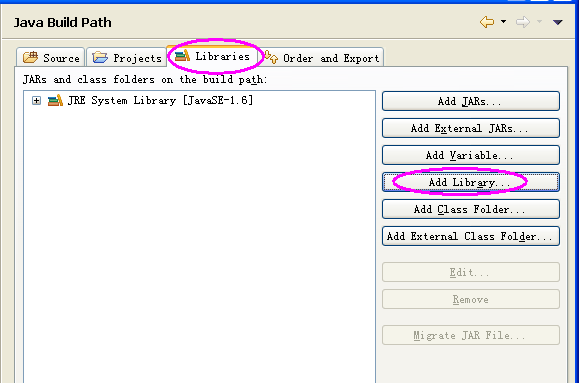 Java Build Path
Source Projects Libraries Order and Export
JARs and class folders on the build path:
JRE System Library [JavaSE-1.6]
Add JARs...
Add External JARs...
Add Variable...
Add Library...
Add Class Folder...
Add External Class Folder...
Edit...
Remove
Migrate JAR File...